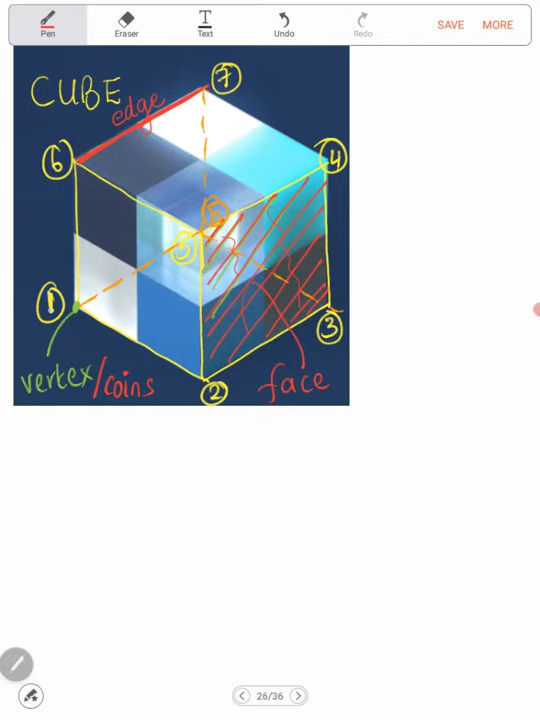 Pen
Eraser
Text
Undo
Redo
SAVE
MORE
CUBE
edge
7
6
4
8
5
1
3
2
vertex/coins
face
26/36